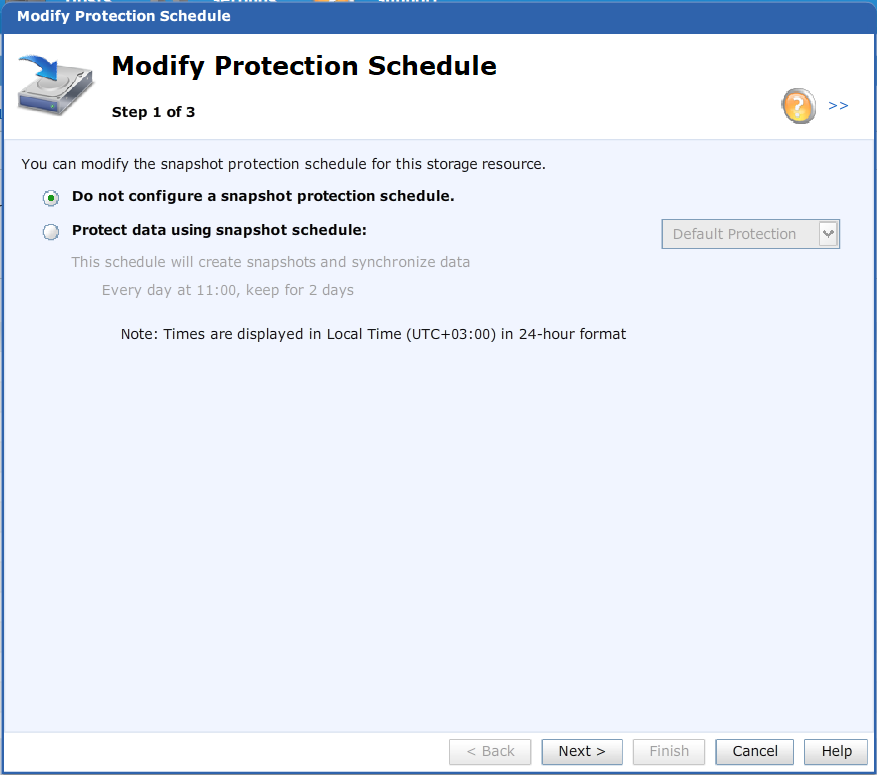 Modify Protection Schedule
Modify Protection Schedule
Step 1 of 3
>>
You can modify the snapshot protection schedule for this storage resource.
Do not configure a snapshot protection schedule.
Protect data using snapshot schedule:
Default Protection
This schedule will create snapshots and synchronize data
Every day at 11:00, keep for 2 days
Note: Times are displayed in Local Time (UTC+03:00) in 24-hour format
< Back
Next >
Finish
Cancel
Help